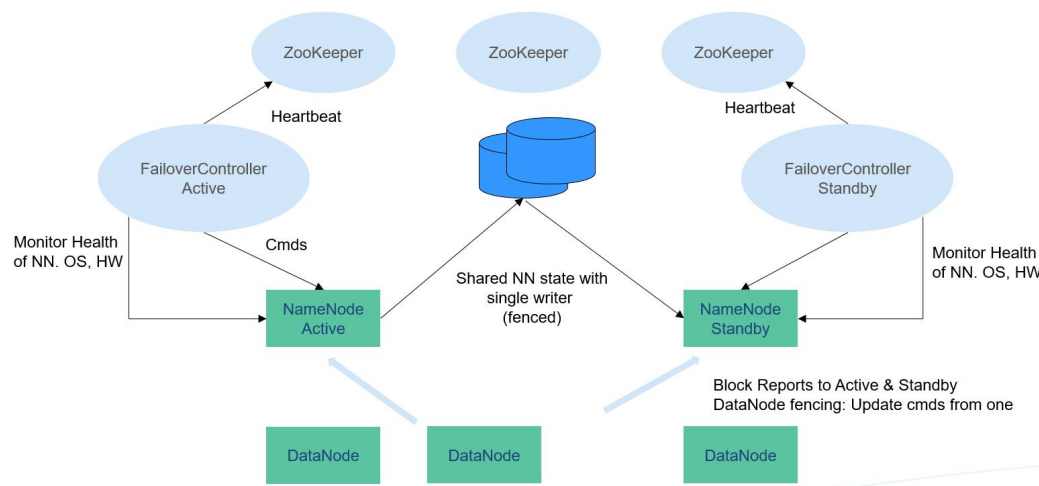 ZooKeeper
ZooKeeper
ZooKeeper
Heartbeat
Heartbeat
FailoverController
Active
FailoverController
Standby
Monitor Health
of NN. OS, HW
Cmds
Monitor Health
of NN. OS, HW
Shared NN state with
single writer
(fenced)
NameNode
Active
NameNode
Standby
Block Reports to Active & Standby
DataNode fencing: Update cmds from one
DataNode
DataNode
DataNode